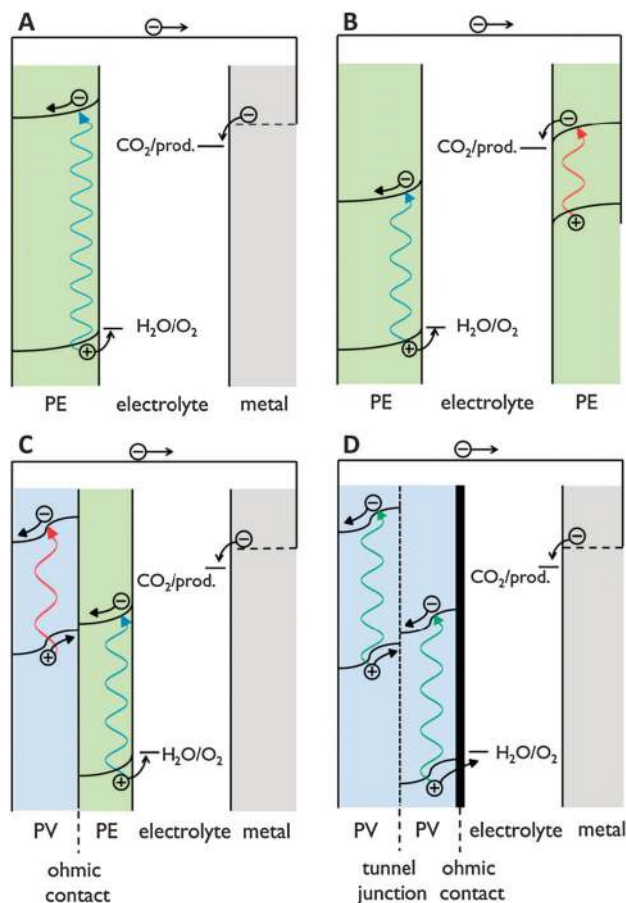 A
CO₂/prod.
H₂O/O₂
PE electrolyte metal
B
CO₂/prod.
H₂O/O₂
PE electrolyte PE
C
CO₂/prod.
H₂O/O₂
PV PE electrolyte metal
ohmic
contact
D
CO₂/prod.
H₂O/O₂
PV PV electrolyte metal
tunnel ohmic
junction contact